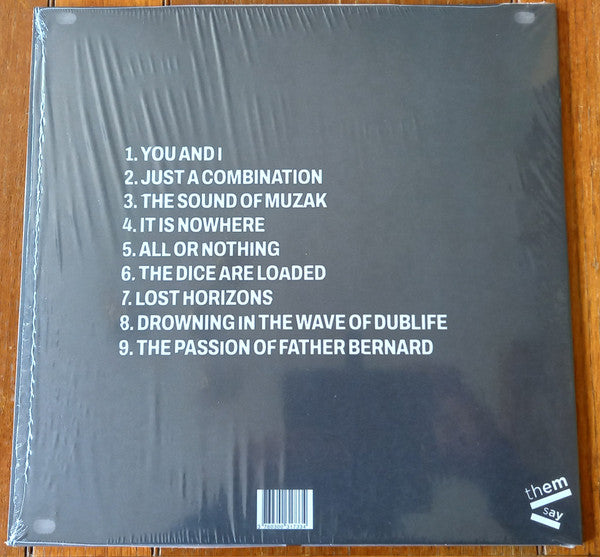 1. YOU AND I
2. JUST A COMBINATION
3. THE SOUND OF MUZAK
4. IT IS NOWHERE
5. ALL OR NOTHING
6. THE DICE ARE LOADED
7. LOST HORIZONS
8. DROWNING IN THE WAVE OF DUBLIFE
9. THE PASSION OF FATHER BERNARD
them
say